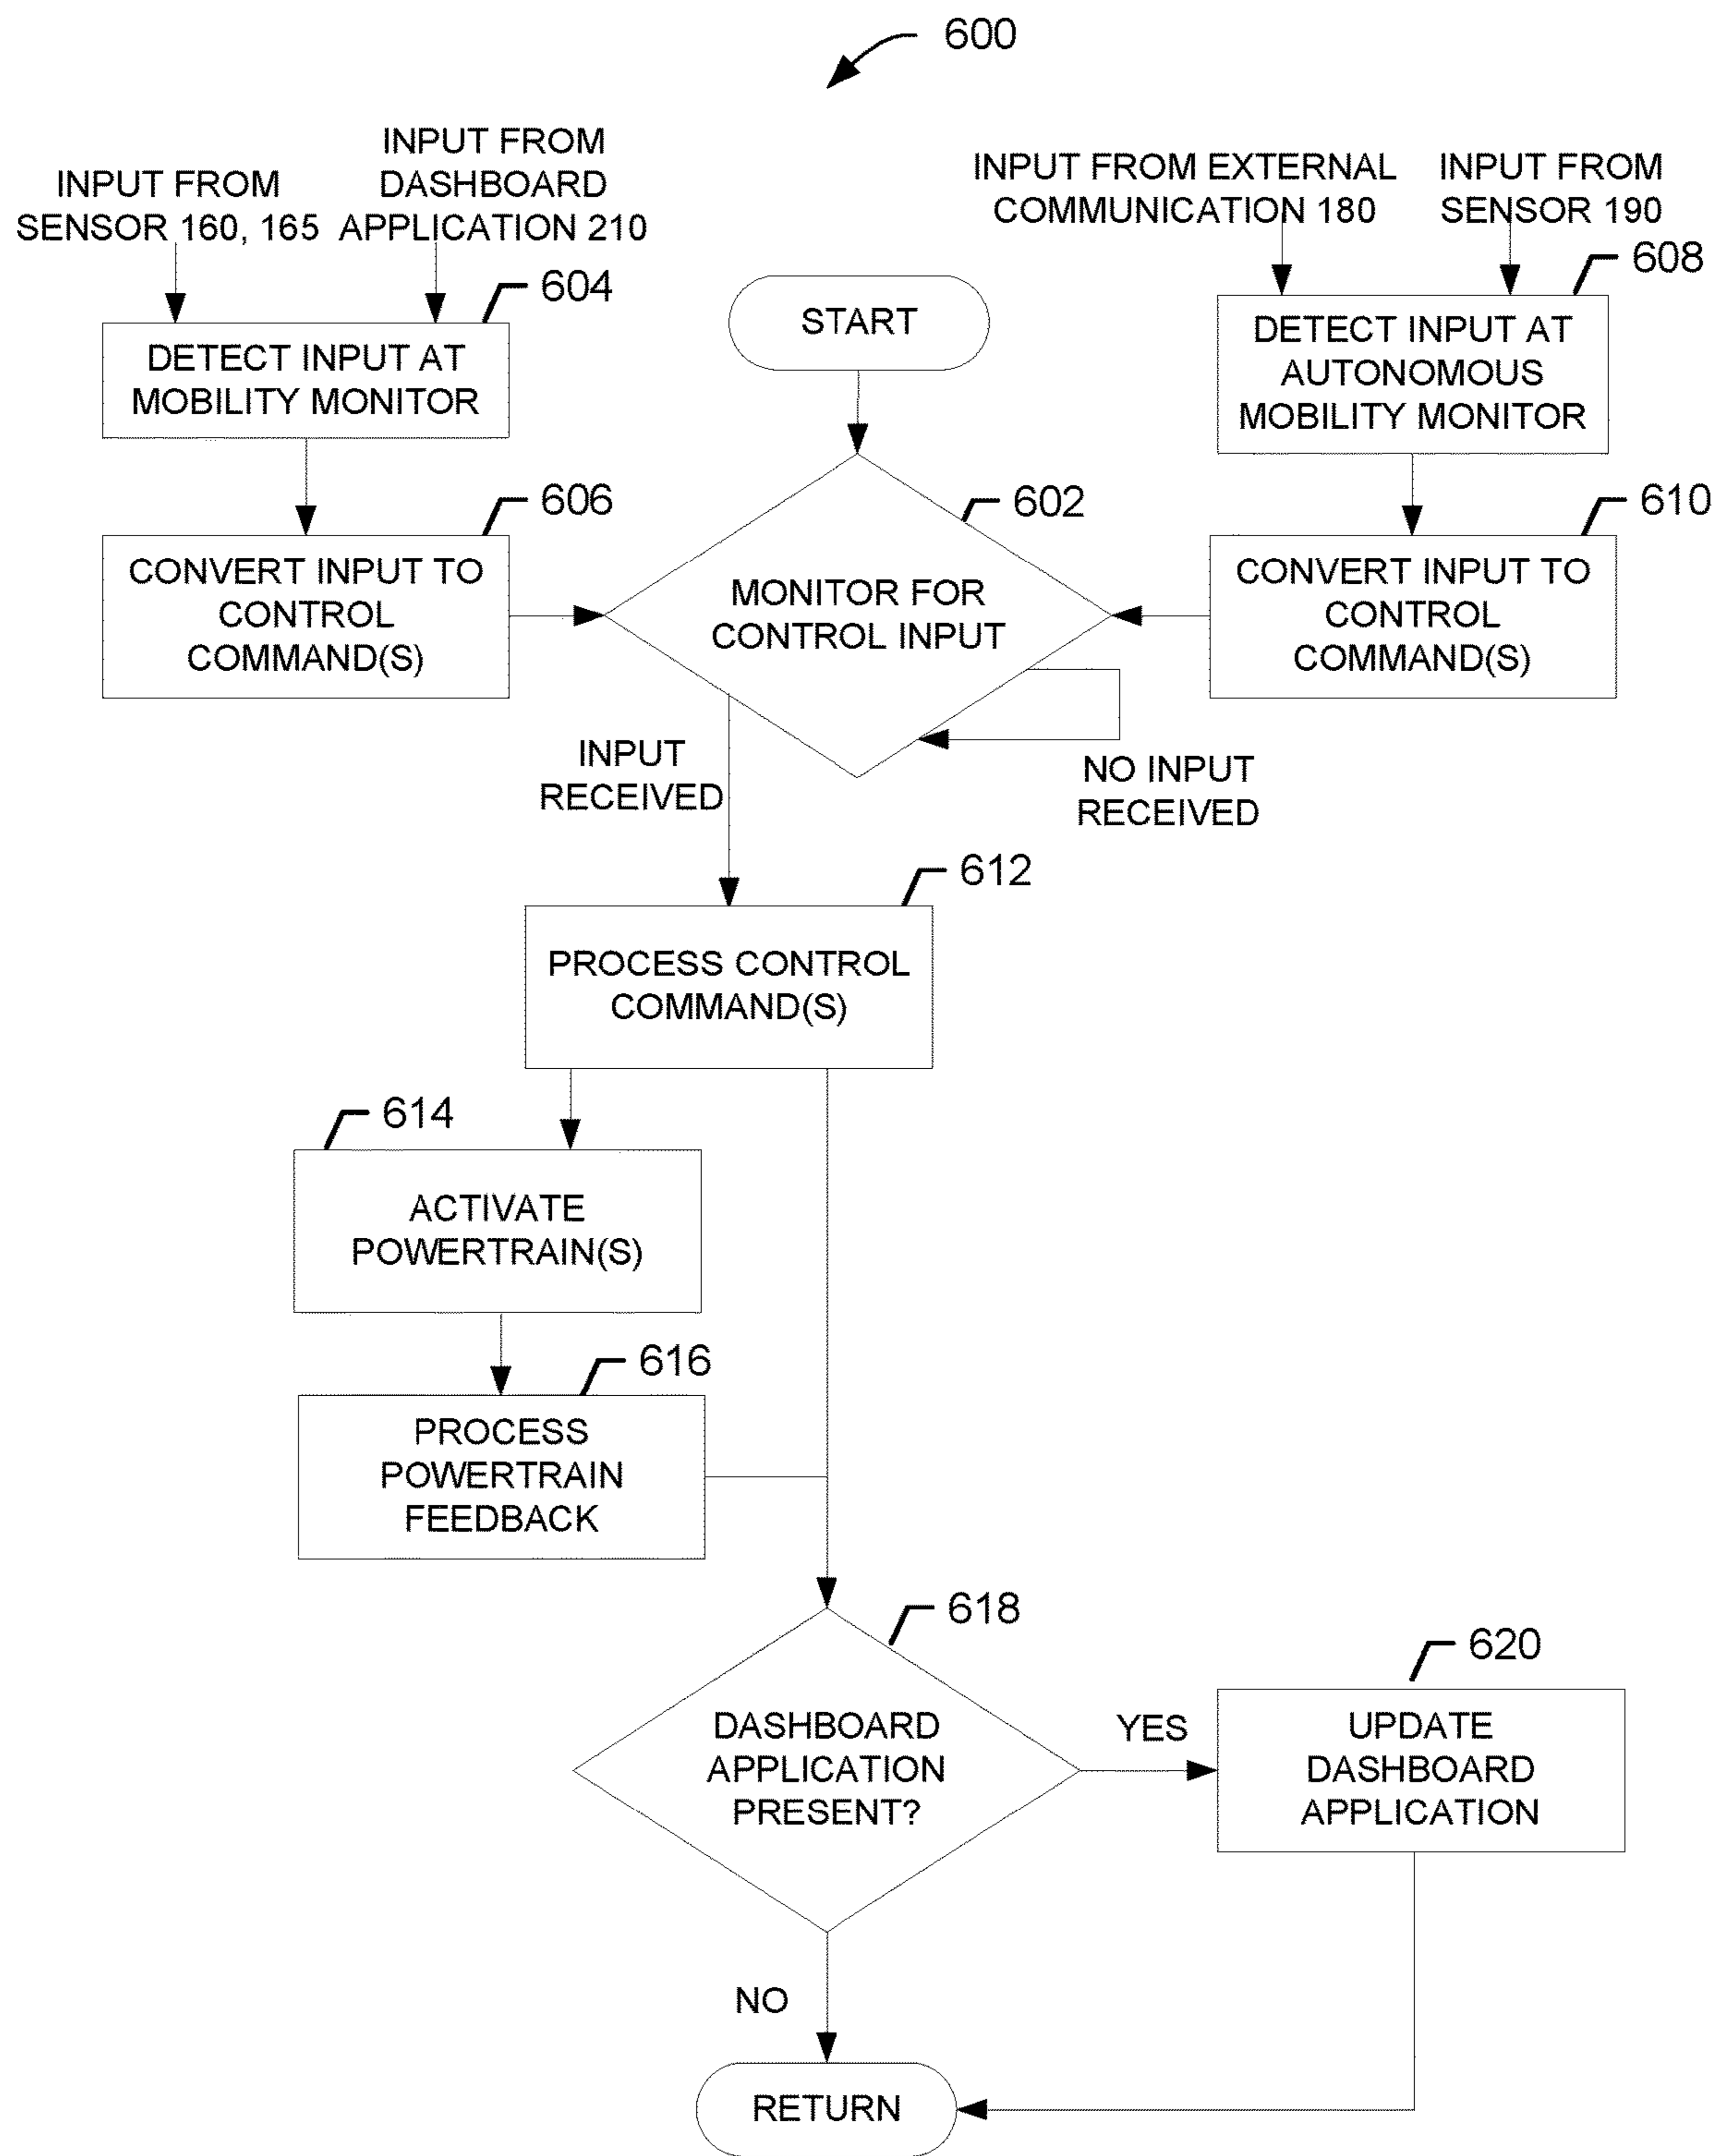 600
INPUT FROM
SENSOR 160, 165
INPUT FROM
DASHBOARD
APPLICATION 210
INPUT FROM EXTERNAL
COMMUNICATION 180
INPUT FROM
SENSOR 190
604
DETECT INPUT AT
MOBILITY MONITOR
START
608
DETECT INPUT AT
AUTONOMOUS
MOBILITY MONITOR
606
CONVERT INPUT TO
CONTROL
COMMAND(S)
602
MONITOR FOR
CONTROL INPUT
610
CONVERT INPUT TO
CONTROL
COMMAND(S)
INPUT
RECEIVED
NO INPUT
RECEIVED
612
PROCESS CONTROL
COMMAND(S)
614
ACTIVATE
POWERTRAIN(S)
616
PROCESS
POWERTRAIN
FEEDBACK
618
DASHBOARD
APPLICATION
PRESENT?
YES
620
UPDATE
DASHBOARD
APPLICATION
NO
RETURN